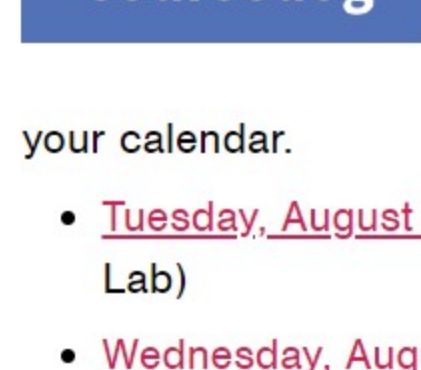 your calendar.
• Tuesday, August
Lab)
• Wednesday, Aug